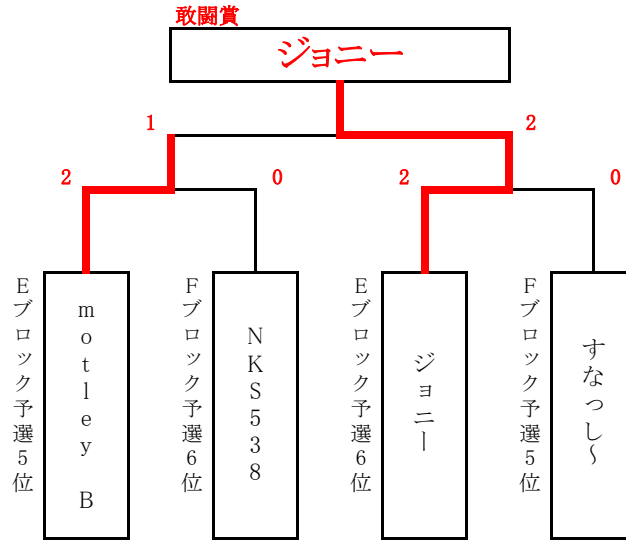 敢闘賞
ジョニー
1
2
2
0
2
0
Eブロック予選5位
motley B
Fブロック予選6位
NKS538
Eブロック予選6位
ジョニー
Fブロック予選5位
すなっし～